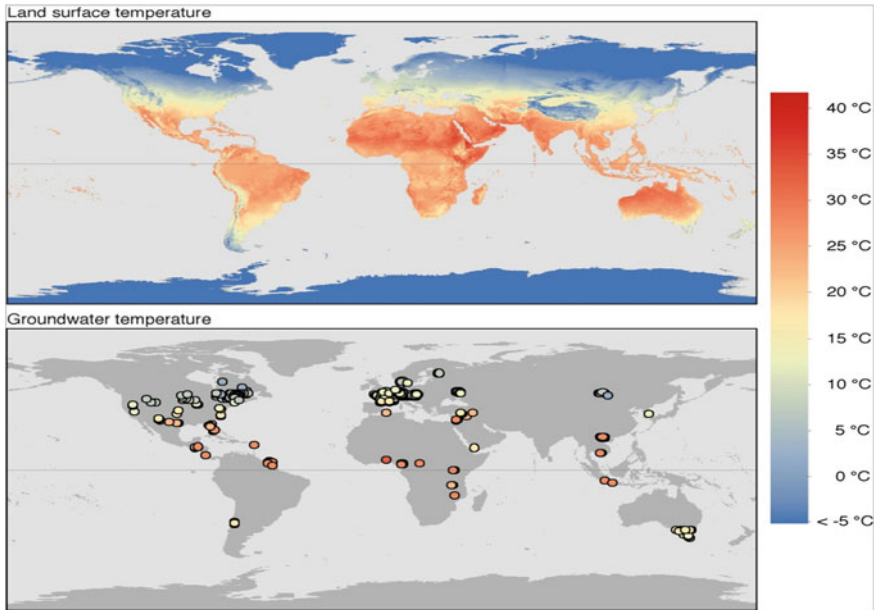 Land surface temperature
Groundwater temperature
40 °C
35 °C
30 °C
25 °C
20 °C
15 °C
10 °C
5 °C
0 °C
< -5 °C